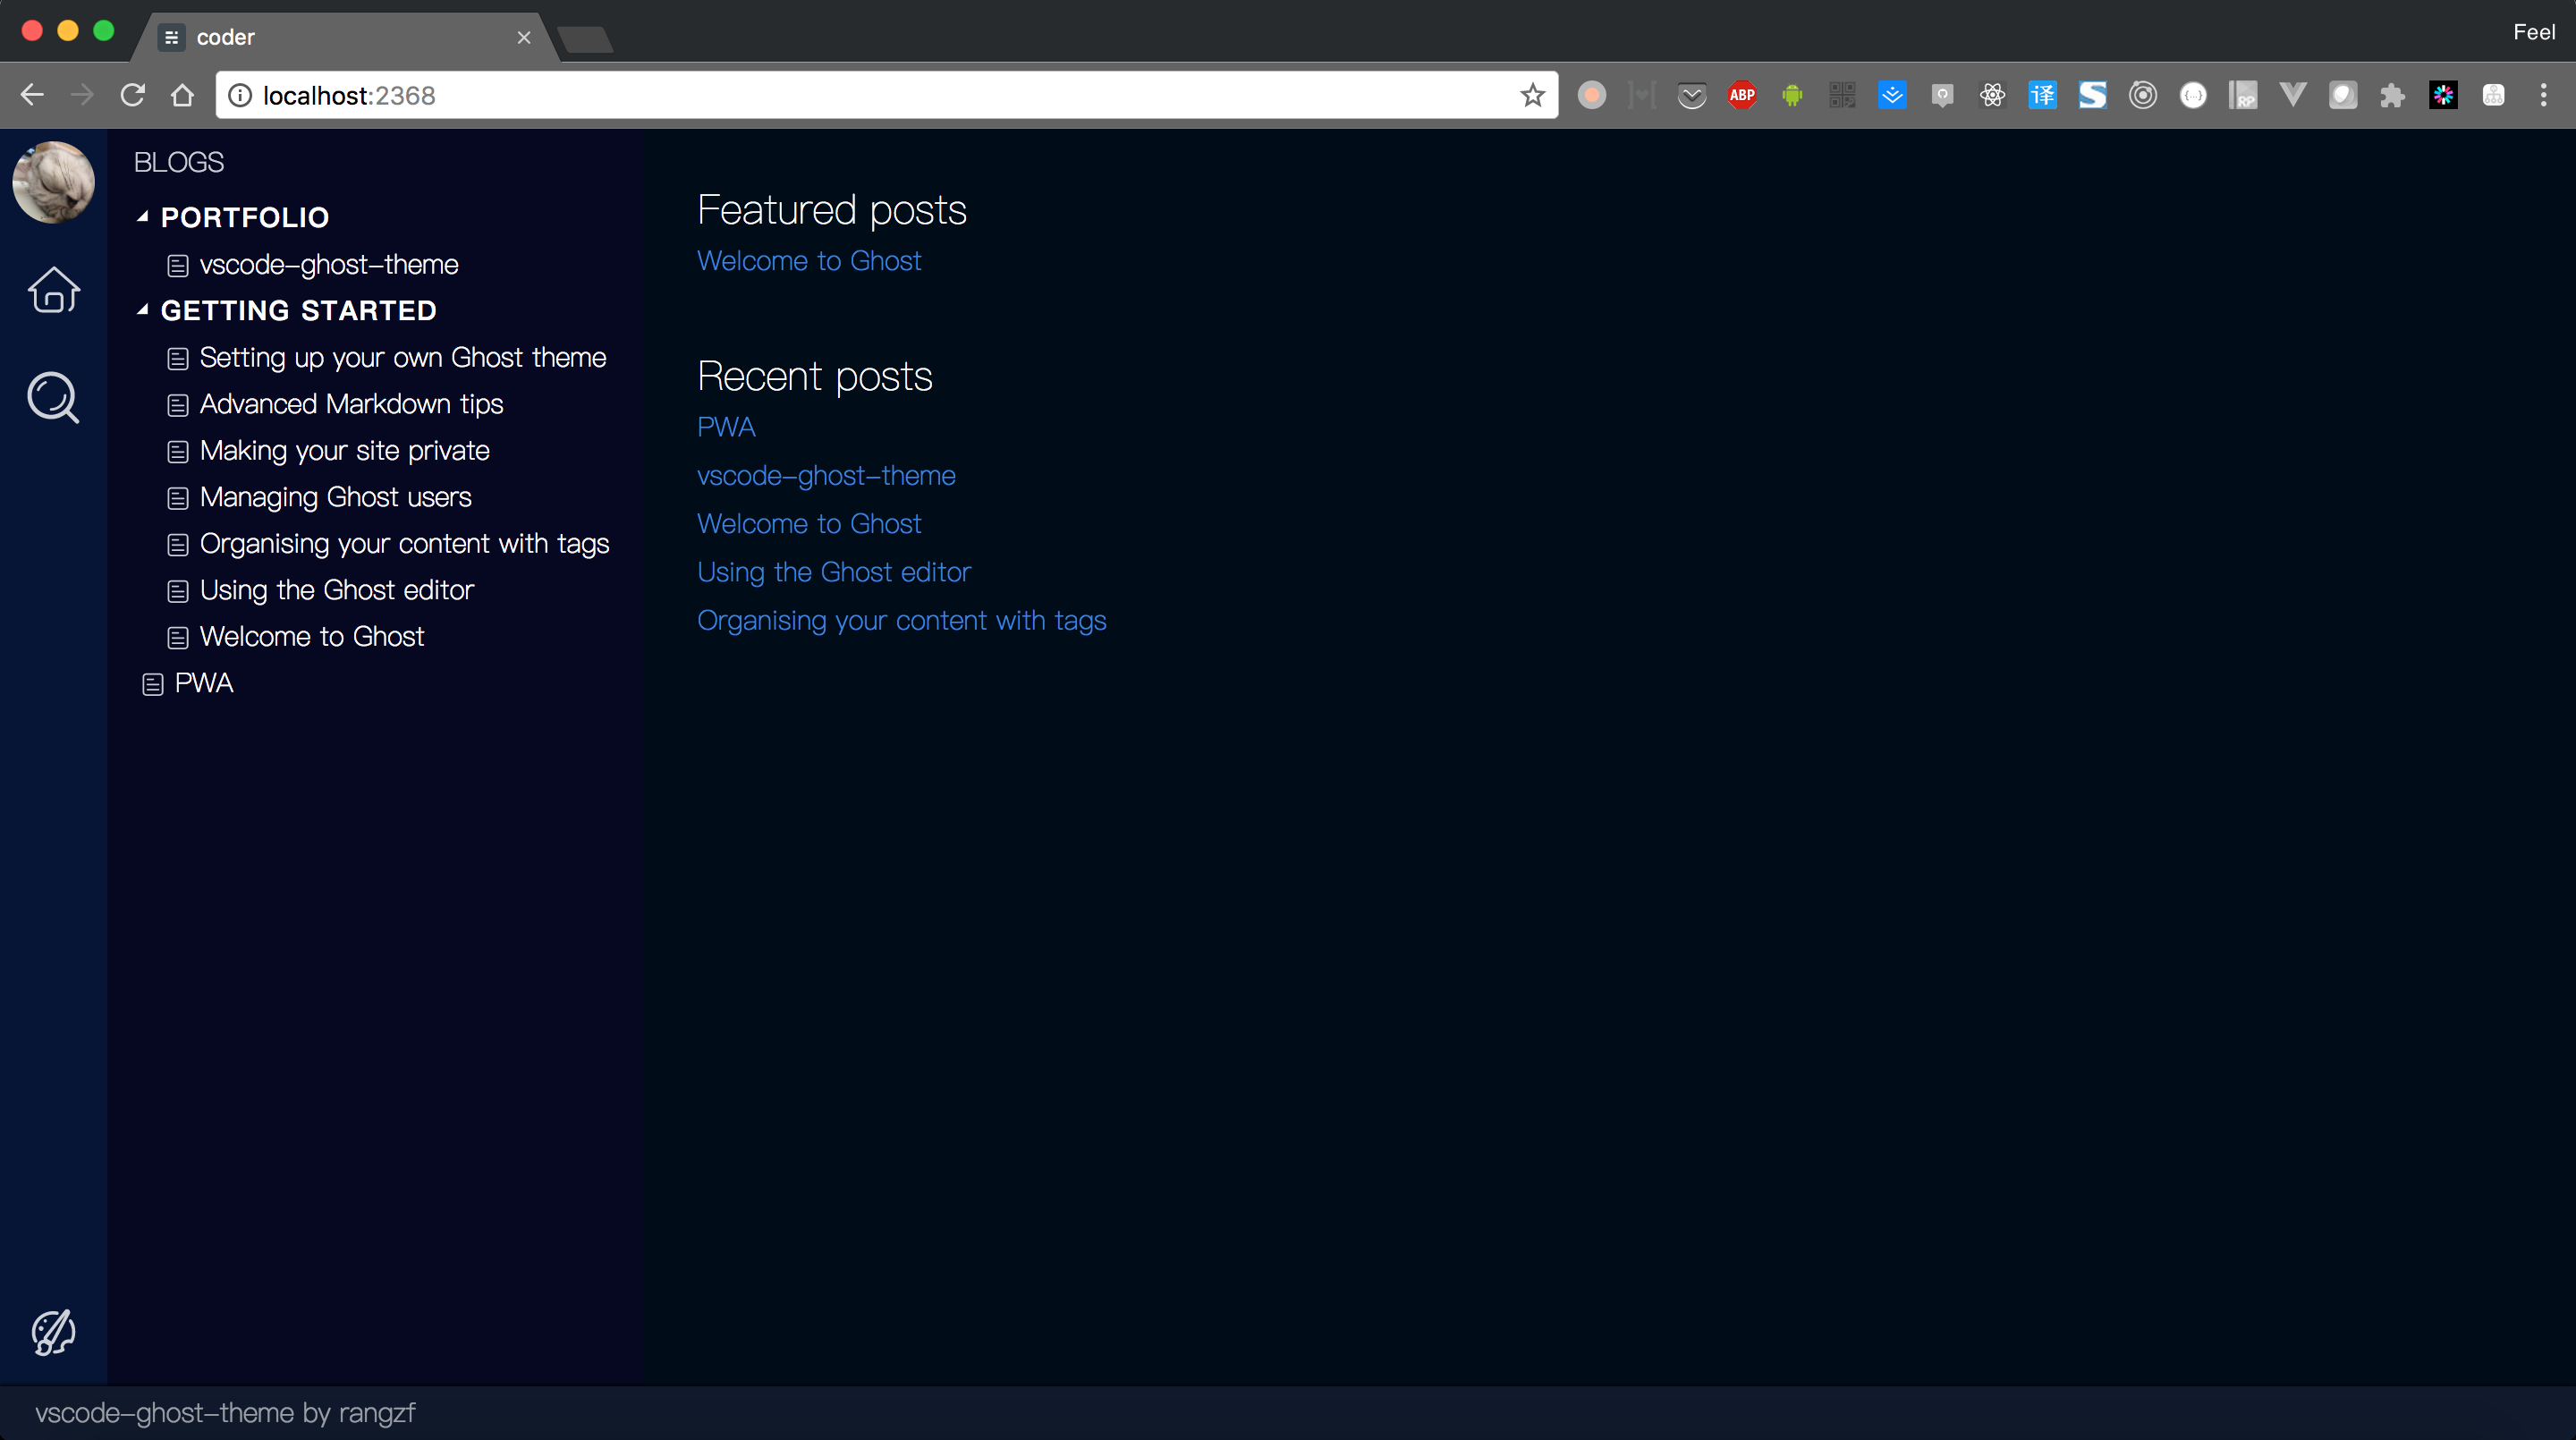 coder
Feel
localhost:2368
ABP
译
{...}
RP
BLOGS
PORTFOLIO
vscode-ghost-theme
GETTING STARTED
Setting up your own Ghost theme
Advanced Markdown tips
Making your site private
Managing Ghost users
Organising your content with tags
Using the Ghost editor
Welcome to Ghost
PWA
Featured posts
Welcome to Ghost
Recent posts
PWA
vscode-ghost-theme
Welcome to Ghost
Using the Ghost editor
Organising your content with tags
vscode-ghost-theme by rangzf